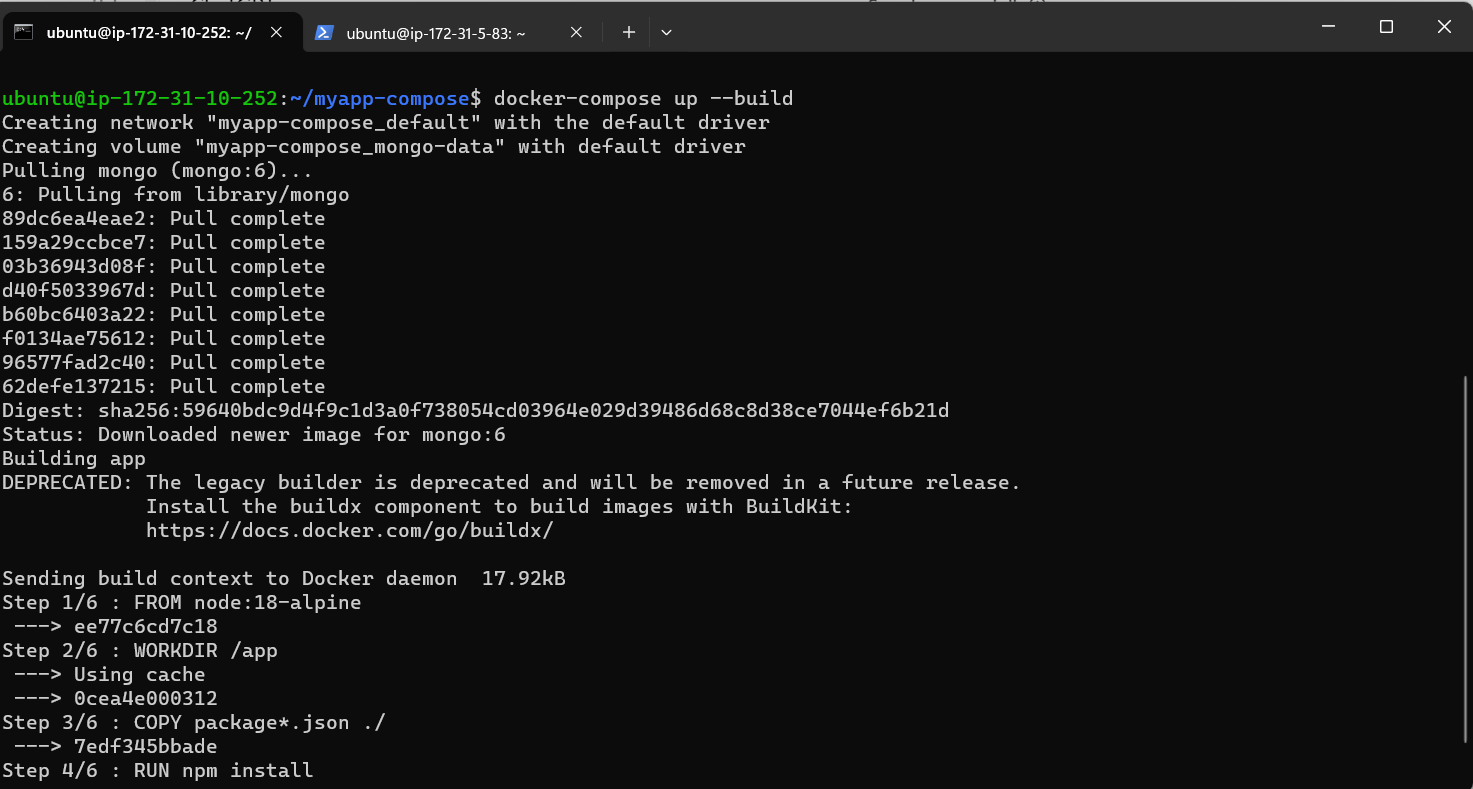 ubuntu@ip-172-31-10-252: ~/
ubuntu@ip-172-31-5-83: ~
ubuntu@ip-172-31-10-252:~/myapp-compose$ docker-compose up --build
Creating network "myapp-compose_default" with the default driver
Creating volume "myapp-compose_mongo-data" with default driver
Pulling mongo (mongo:6)...
6: Pulling from library/mongo
89dc6ea4eae2: Pull complete
159a29ccbce7: Pull complete
03b36943d08f: Pull complete
d40f5033967d: Pull complete
b60bc6403a22: Pull complete
f0134ae75612: Pull complete
96577fad2c40: Pull complete
62defe137215: Pull complete
Digest: sha256:59640bdc9d4f9c1d3a0f738054cd03964e029d39486d68c8d38ce7044ef6b21d
Status: Downloaded newer image for mongo:6
Building app
DEPRECATED: The legacy builder is deprecated and will be removed in a future release.
            Install the buildx component to build images with BuildKit:
            https://docs.docker.com/go/buildx/
Sending build context to Docker daemon  17.92kB
Step 1/6 : FROM node:18-alpine
 ---> ee77c6cd7c18
Step 2/6 : WORKDIR /app
 ---> Using cache
 ---> 0cea4e000312
Step 3/6 : COPY package*.json ./
 ---> 7edf345bbade
Step 4/6 : RUN npm install